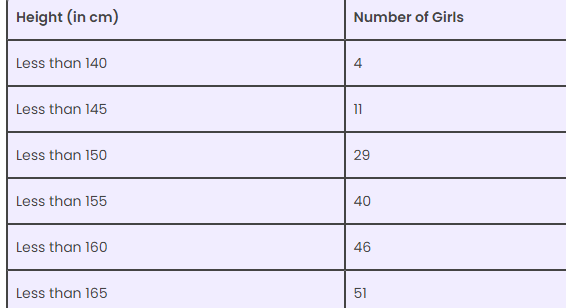 Height (in cm) Number of Girls
Less than 140 4
Less than 145 11
Less than 150 29
Less than 155 40
Less than 160 46
Less than 165 51